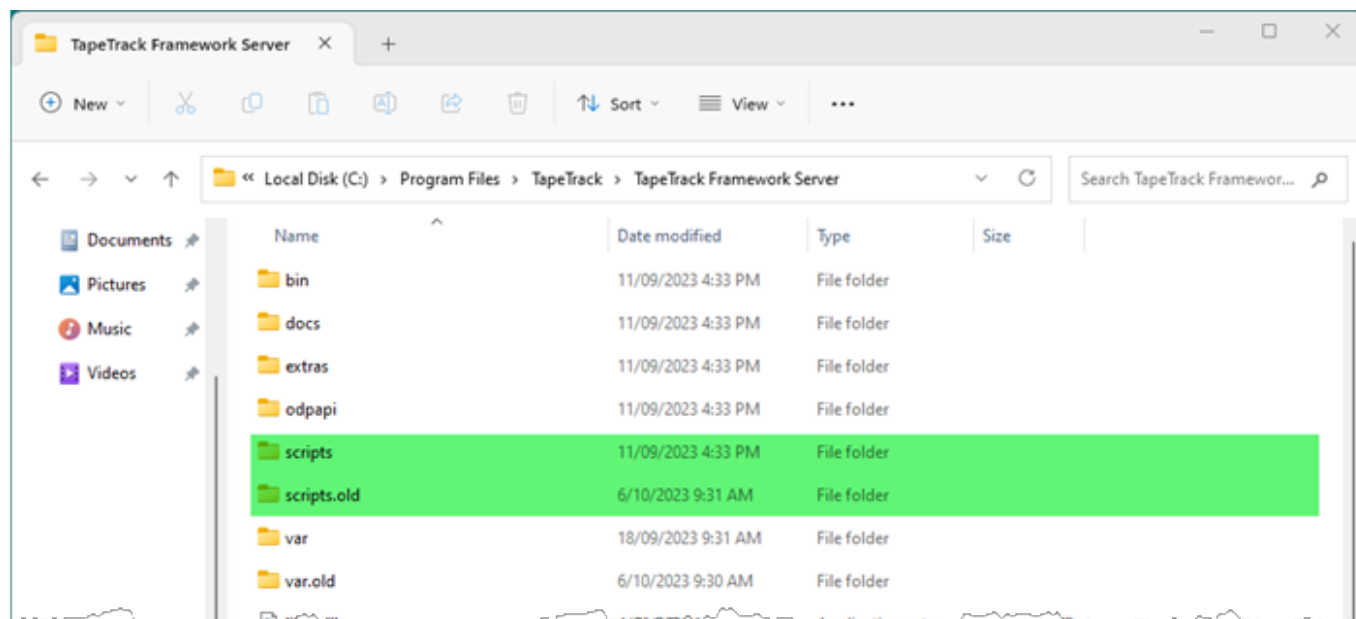 TapeTrack Framework Server
New Sort View ...
« Local Disk (C:) > Program Files > TapeTrack > TapeTrack Framework Server
Search TapeTrack Framewor...
Documents
Pictures
Music
Videos
Name Date modified Type Size
bin 11/09/2023 4:33 PM File folder
docs 11/09/2023 4:33 PM File folder
extras 11/09/2023 4:33 PM File folder
odpapi 11/09/2023 4:33 PM File folder
scripts 11/09/2023 4:33 PM File folder
scripts.old 6/10/2023 9:31 AM File folder
var 18/09/2023 9:31 AM File folder
var.old 6/10/2023 9:30 AM File folder